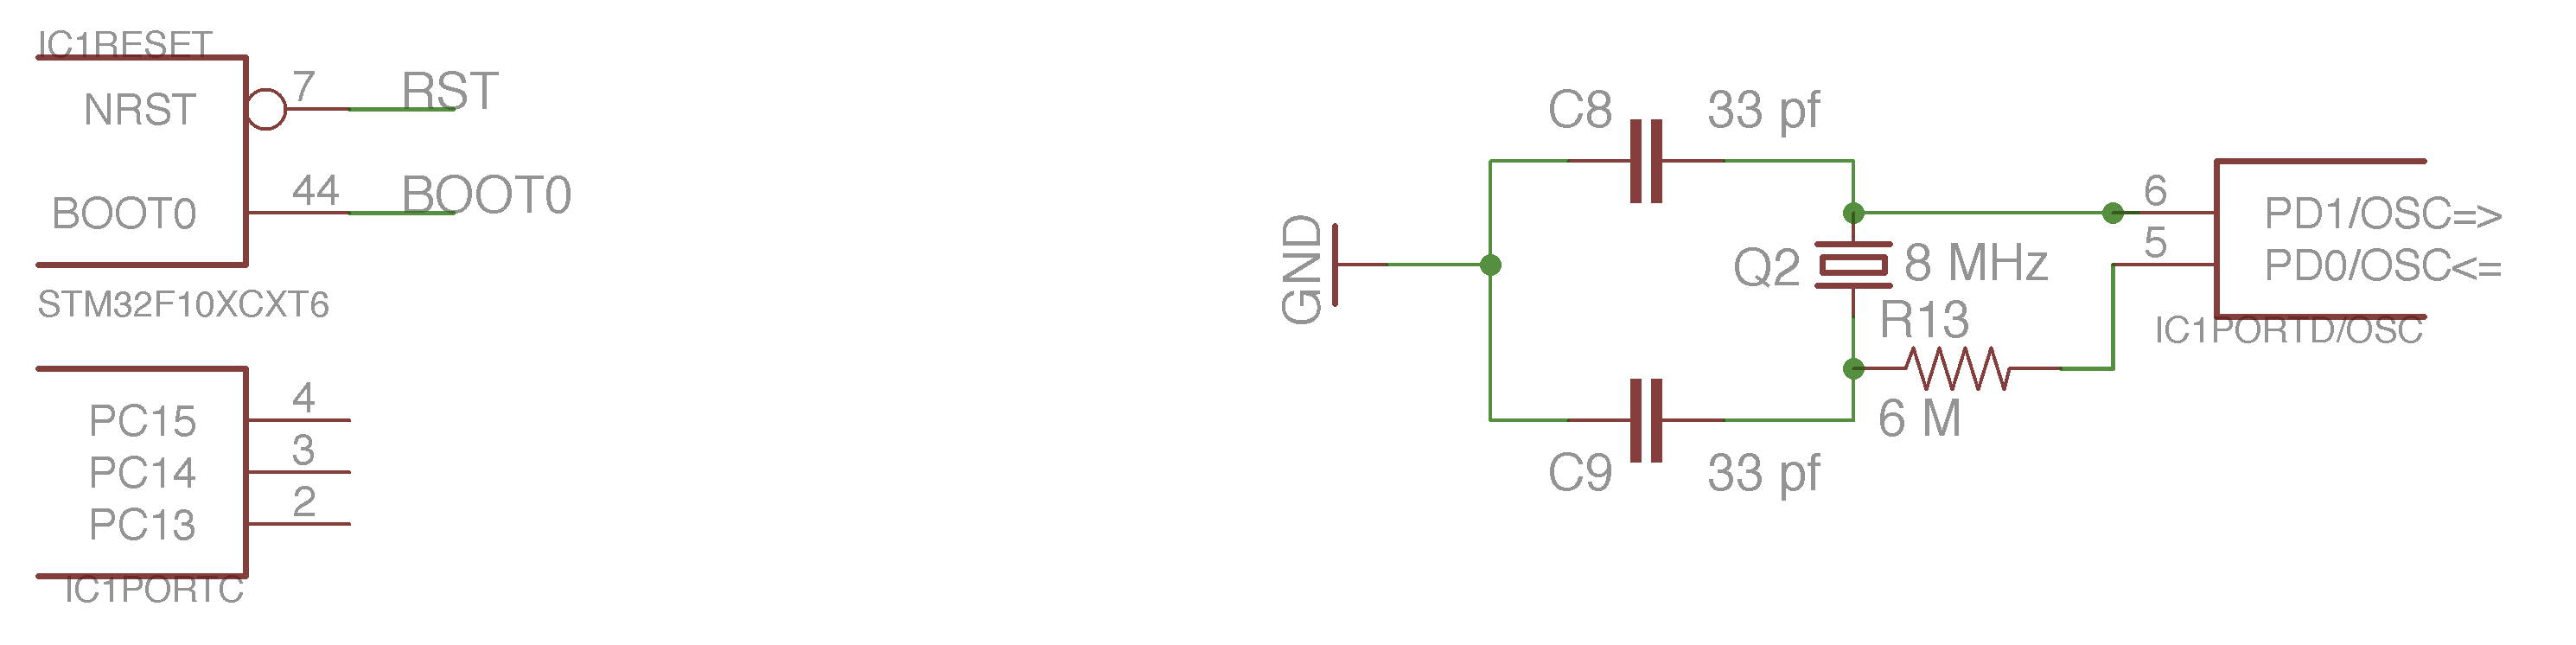 IC1RESET
NRST
7
RST
BOOT0
44
BOOT0
STM32F10XCXT6
PC15
4
PC14
3
PC13
2
IC1PORTC
GND
C8
33 pf
Q2
8 MHz
R13
6 M
C9
33 pf
6
PD1/OSC=>
5
PD0/OSC<=
IC1PORTD/OSC